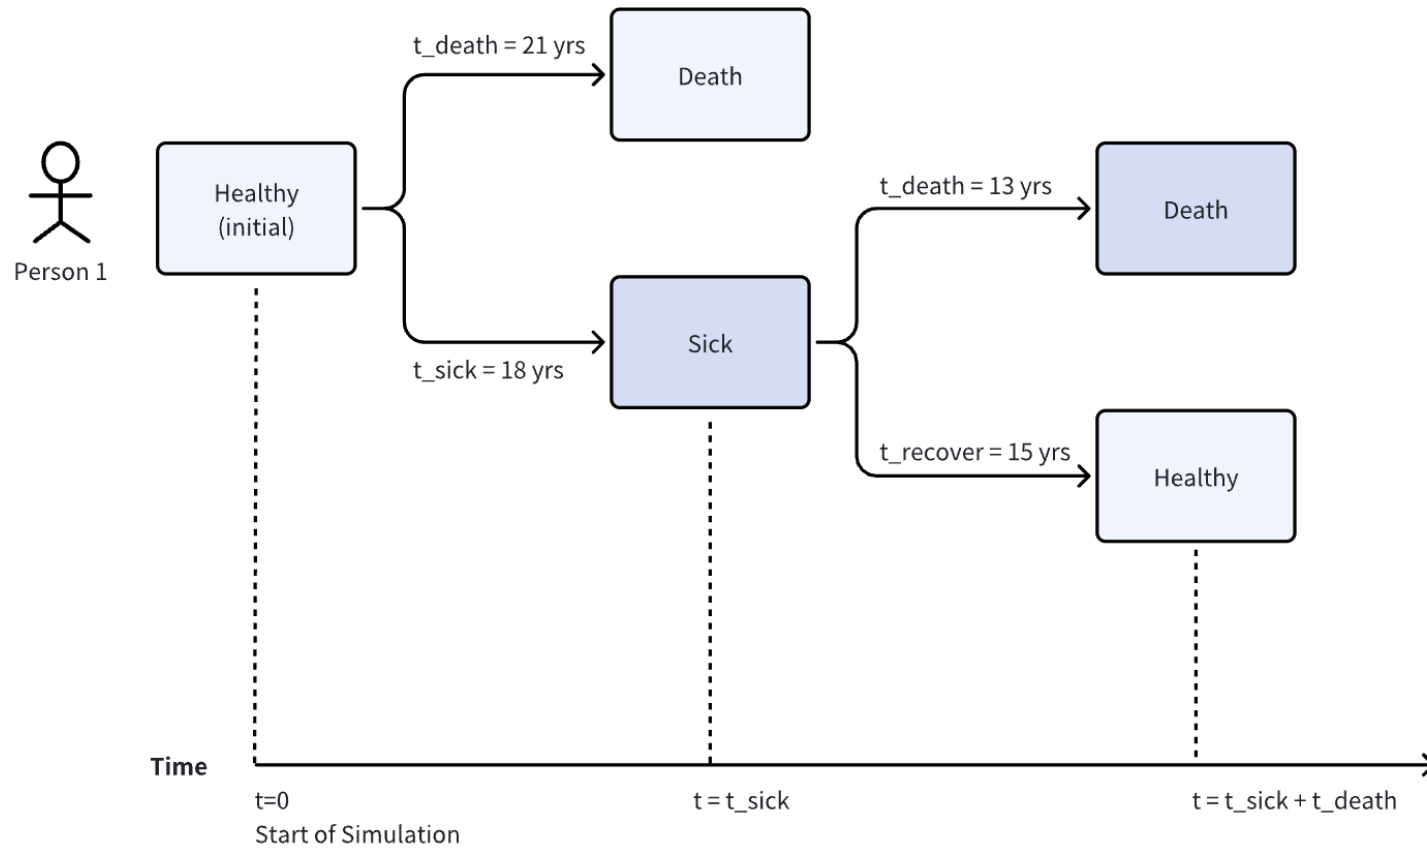 t_death = 21 yrs
Death
Healthy
(initial)
Person 1
t_death = 13 yrs
Death
Sick
t_sick = 18 yrs
t_recover = 15 yrs
Healthy
Time
t=0
Start of Simulation
t = t_sick
t = t_sick + t_death